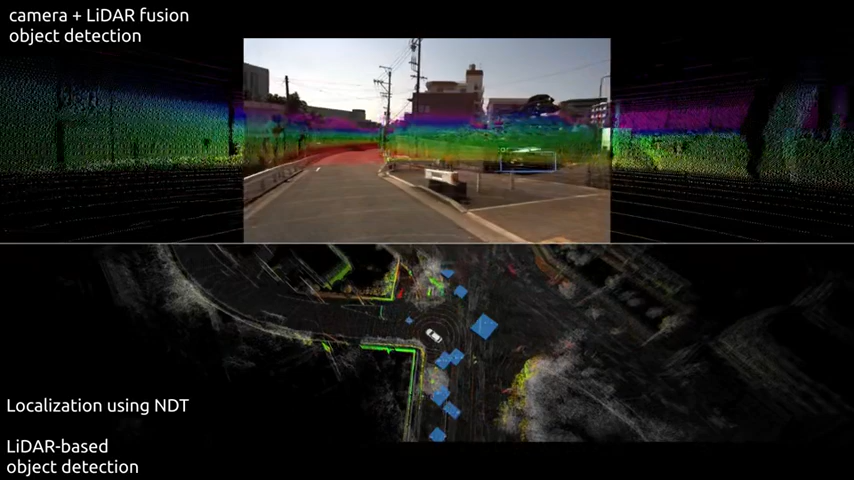 camera + LiDAR fusion
object detection
Localization using NDT
LiDAR-based
object detection